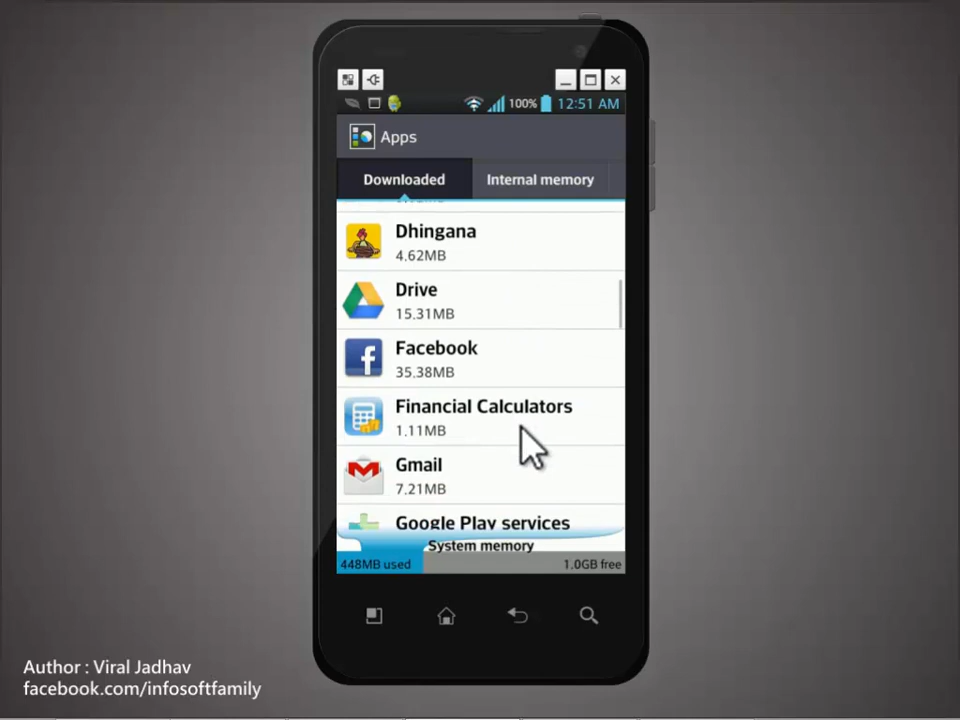 100% 12:51 AM
Apps
Downloaded Internal memory
Dhingana
4.62MB
Drive
15.31MB
Facebook
35.38MB
Financial Calculators
1.11MB
Gmail
7.21MB
Google Play services
System memory
448MB used 1.0GB free
Author : Viral Jadhav
facebook.com/infosoftfamily